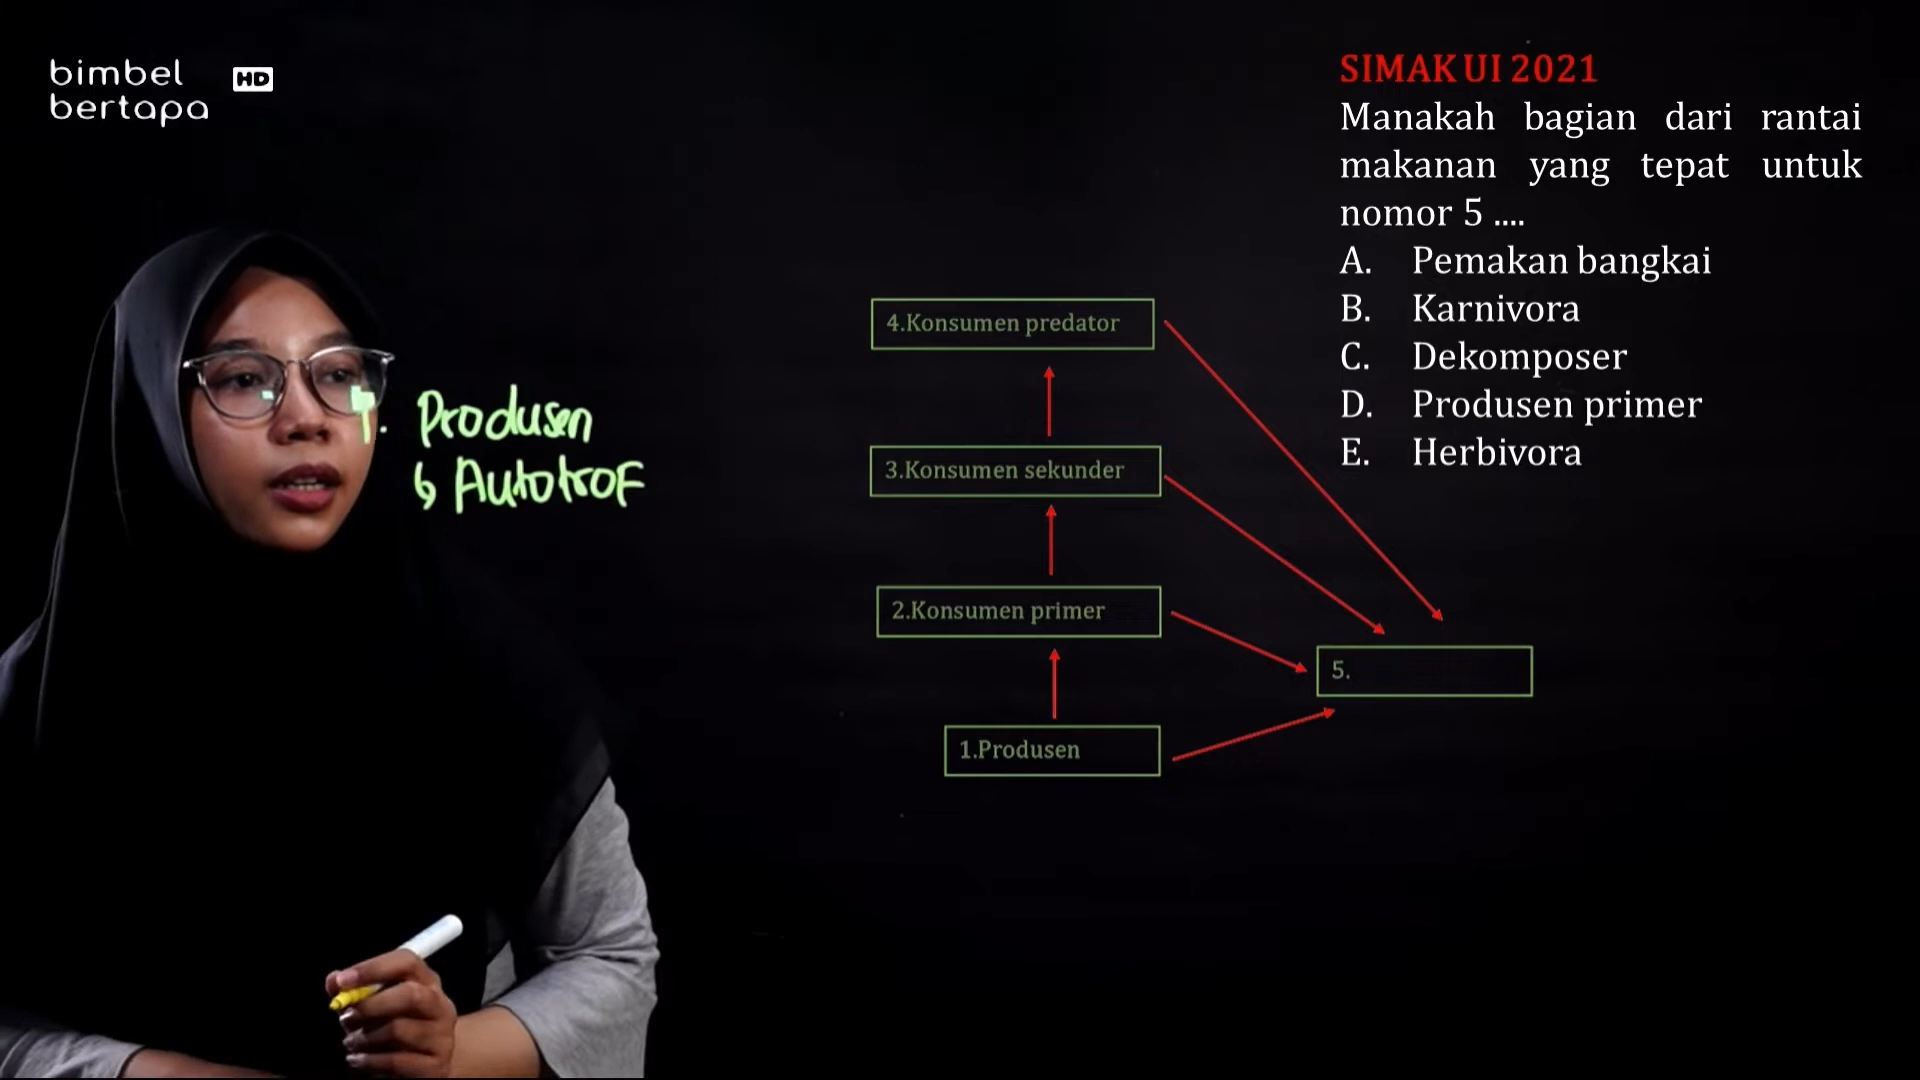 bimbel
bertapa
HD
SIMAK UI 2021
Manakah bagian dari rantai
makanan yang tepat untuk
nomor 5 ....
A. Pemakan bangkai
B. Karnivora
C. Dekomposer
D. Produsen primer
E. Herbivora
1. Produsen
↳ Autotrof
4.Konsumen predator
3.Konsumen sekunder
2.Konsumen primer
1.Produsen
5.